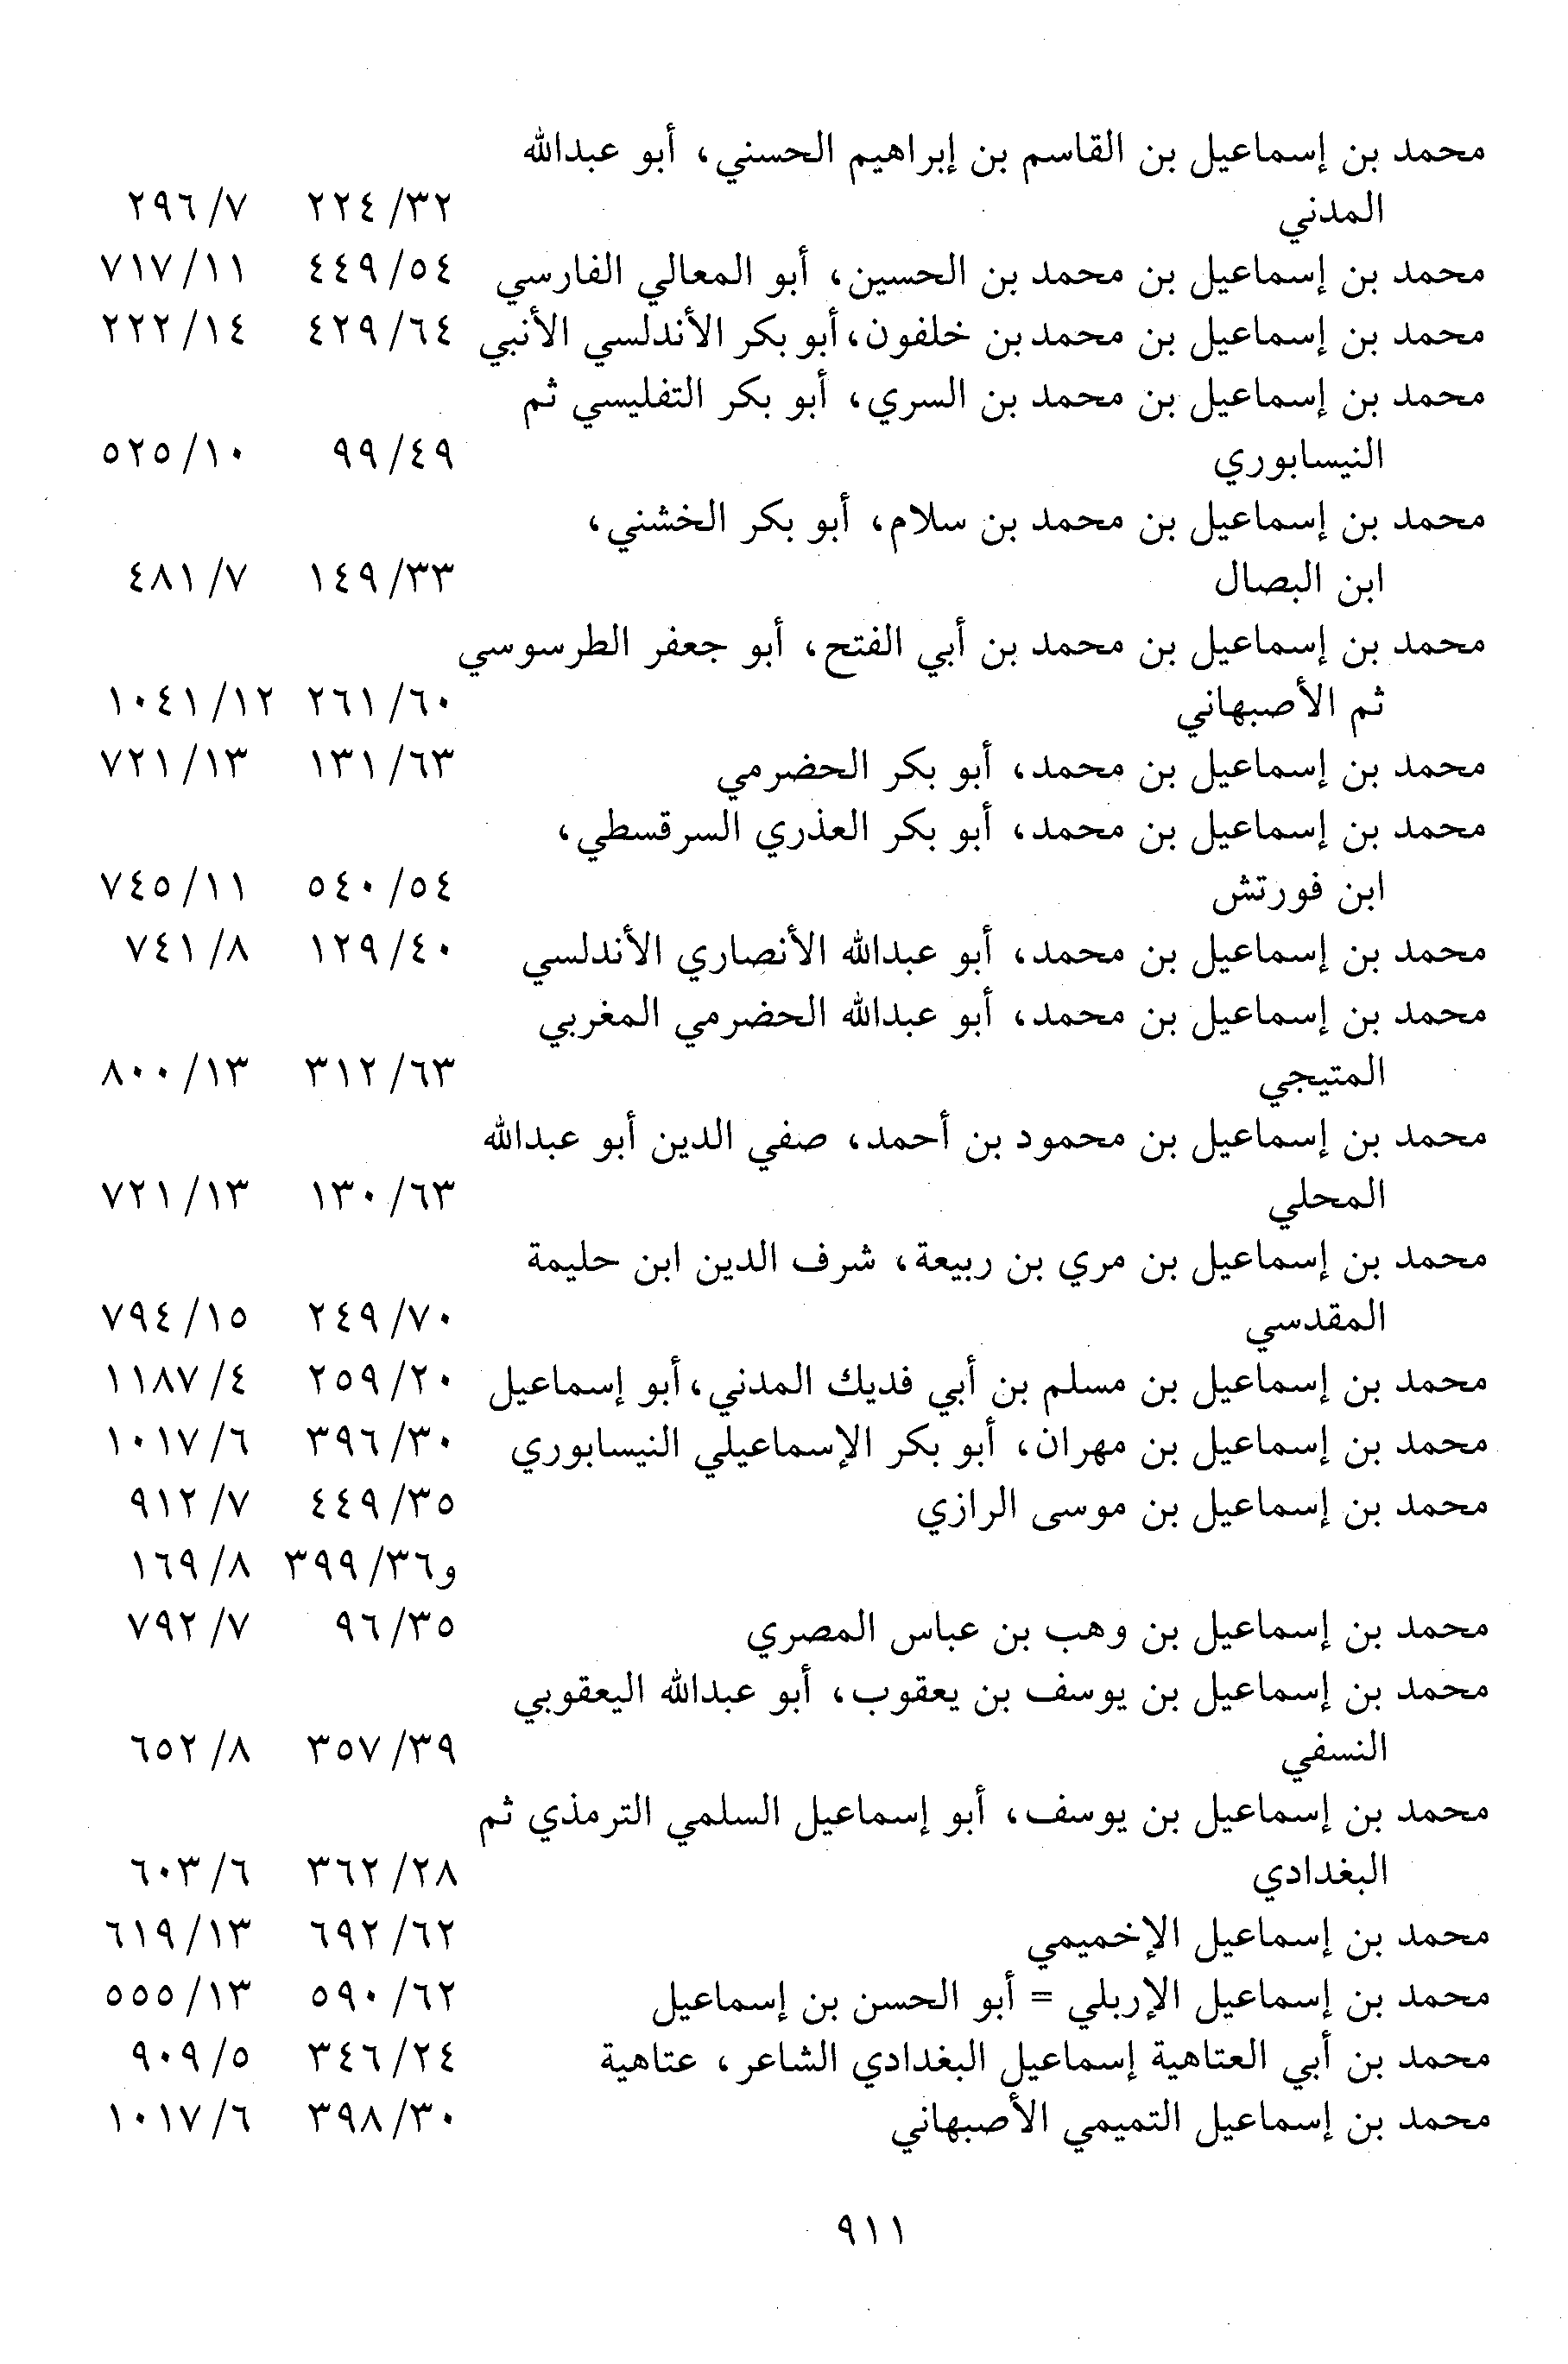 محمد بن إسماعيل بن القاسم بن إبراهيم الحسني، أبو عبدالله
المدني ٣٢/ ٢٢٤ ٧/ ٢٩٦
محمد بن إسماعيل بن محمد بن الحسين، أبو المعالي الفارسي ٥٤/ ٤٤٩ ١١/ ٧١٧
محمد بن إسماعيل بن محمد بن خلفون، أبو بكر الأندلسي الأنبي ٦٤/ ٤٢٩ ١٤/ ٢٢٢
محمد بن إسماعيل بن محمد بن السري، أبو بكر التفليسي ثم
النيسابوري ٤٩/ ٩٩ ١٠/ ٥٢٥
محمد بن إسماعيل بن محمد بن سلام، أبو بكر الخشني،
ابن البصال ٣٣/ ١٤٩ ٧/ ٤٨١
محمد بن إسماعيل بن محمد بن أبي الفتح، أبو جعفر الطرسوسي
ثم الأصبهاني ٦٠/ ٢٦١ ١٢/ ١٠٤١
محمد بن إسماعيل بن محمد، أبو بكر الحضرمي ٦٣/ ١٣١ ١٣/ ٧٢١
محمد بن إسماعيل بن محمد، أبو بكر العذري السرقسطي،
ابن فورتش ٥٤/ ٥٤٠ ١١/ ٧٤٥
محمد بن إسماعيل بن محمد، أبو عبدالله الأنصاري الأندلسي ٤٠/ ١٢٩ ٨/ ٧٤١
محمد بن إسماعيل بن محمد، أبو عبدالله الحضرمي المغربي
المتيجي ٦٣/ ٣١٢ ١٣/ ٨٠٠
محمد بن إسماعيل بن محمود بن أحمد، صفي الدين أبو عبدالله
المحلي ٦٣/ ١٣٠ ١٣/ ٧٢١
محمد بن إسماعيل بن مري بن ربيعة، شرف الدين ابن حليمة
المقدسي ٧٠/ ٢٤٩ ١٥/ ٧٩٤
محمد بن إسماعيل بن مسلم بن أبي فديك المدني، أبو إسماعيل ٢٠/ ٢٥٩ ٤/ ١١٨٧
محمد بن إسماعيل بن مهران، أبو بكر الإسماعيلي النيسابوري ٣٠/ ٣٩٦ ٦/ ١٠١٧
محمد بن إسماعيل بن موسى الرازي ٣٥/ ٤٤٩ ٧/ ٩١٢
و٣٦/ ٣٩٩ ٨/ ١٦٩
محمد بن إسماعيل بن وهب بن عباس المصري ٣٥/ ٩٦ ٧/ ٧٩٢
محمد بن إسماعيل بن يوسف بن يعقوب، أبو عبدالله اليعقوبي
النسفي ٣٩/ ٣٥٧ ٨/ ٦٥٢
محمد بن إسماعيل بن يوسف، أبو إسماعيل السلمي الترمذي ثم
البغدادي ٢٨/ ٣٦٢ ٦/ ٦٠٣
محمد بن إسماعيل الإخميمي ٦٢/ ٦٩٢ ١٣/ ٦١٩
محمد بن إسماعيل الإربلي = أبو الحسن بن إسماعيل ٦٢/ ٥٩٠ ١٣/ ٥٥٥
محمد بن أبي العتاهية إسماعيل البغدادي الشاعر، عتاهية ٢٤/ ٣٤٦ ٥/ ٩٠٩
محمد بن إسماعيل التميمي الأصبهاني ٣٠/ ٣٩٨ ٦/ ١٠١٧
٩١١